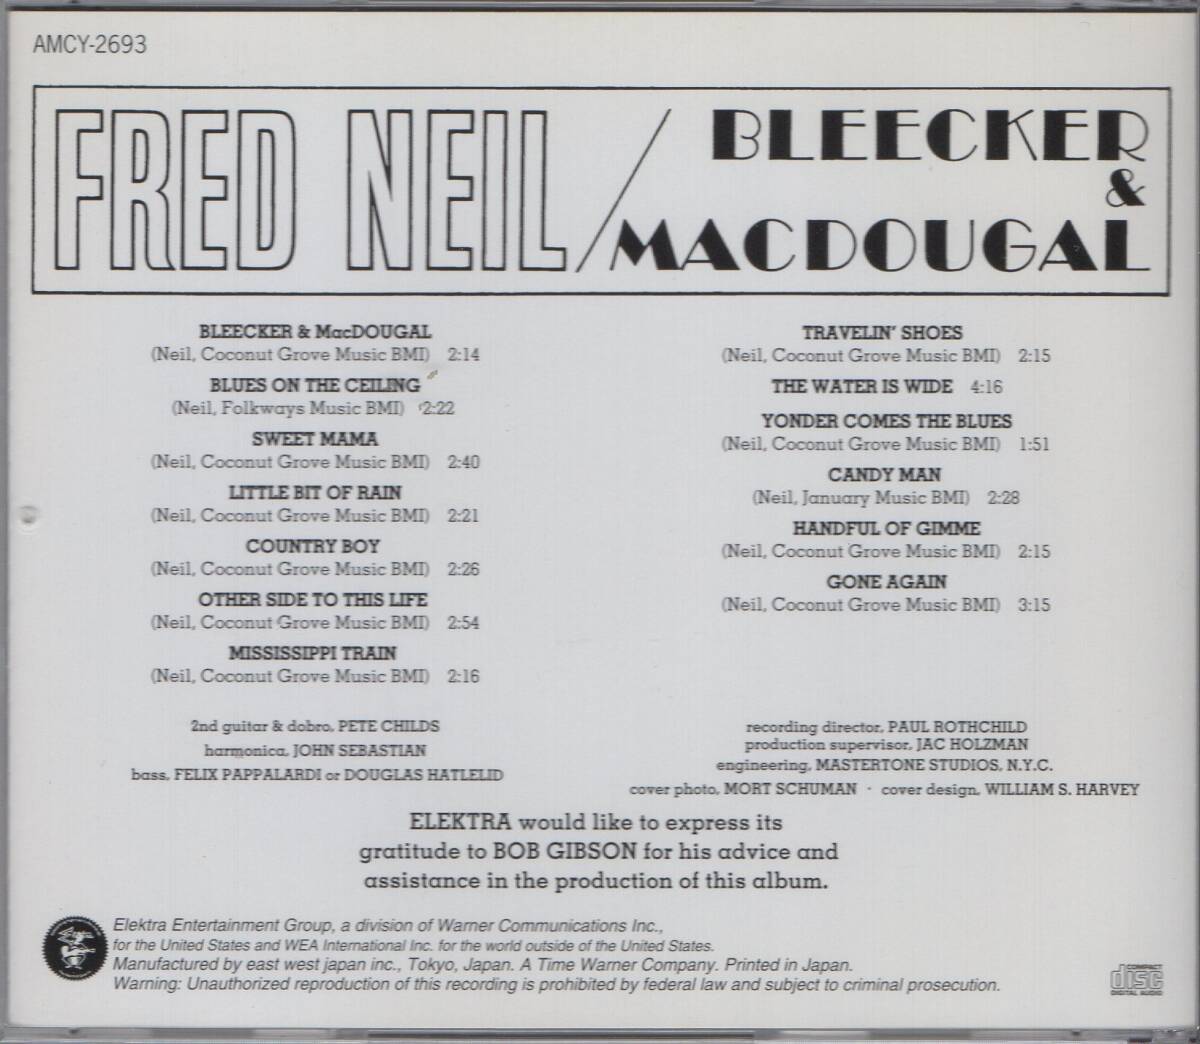 AMCY-2693
FRED NEIL / BLEECKER
&
MACDOUGAL
BLEECKER & MacDOUGAL
(Neil, Coconut Grove Music BMI) 2:14
BLUES ON THE CEILING
(Neil, Folkways Music BMI) 2:22
SWEET MAMA
(Neil, Coconut Grove Music BMI) 2:40
LITTLE BIT OF RAIN
(Neil, Coconut Grove Music BMI) 2:21
COUNTRY BOY
(Neil, Coconut Grove Music BMI) 2:26
OTHER SIDE TO THIS LIFE
(Neil, Coconut Grove Music BMI) 2:54
MISSISSIPPI TRAIN
(Neil, Coconut Grove Music BMI) 2:16
TRAVELIN' SHOES
(Neil, Coconut Grove Music BMI) 2:15
THE WATER IS WIDE 4:16
YONDER COMES THE BLUES
(Neil, Coconut Grove Music BMI) 1:51
CANDY MAN
(Neil, January Music BMI) 2:28
HANDFUL OF GIMME
(Neil, Coconut Grove Music BMI) 2:15
GONE AGAIN
(Neil, Coconut Grove Music BMI) 3:15
2nd guitar & dobro, PETE CHILDS
harmonica, JOHN SEBASTIAN
bass, FELIX PAPPALARDI or DOUGLAS HATLELID
recording director, PAUL ROTHCHILD
production supervisor, JAC HOLZMAN
engineering, MASTERTONE STUDIOS, N.Y.C.
cover photo, MORT SCHUMAN · cover design, WILLIAM S. HARVEY
ELEKTRA would like to express its
gratitude to BOB GIBSON for his advice and
assistance in the production of this album.
Elektra Entertainment Group, a division of Warner Communications Inc.,
for the United States and WEA International Inc. for the world outside of the United States.
Manufactured by east west japan inc., Tokyo, Japan. A Time Warner Company. Printed in Japan.
Warning: Unauthorized reproduction of this recording is prohibited by federal law and subject to criminal prosecution.
COMPACT
disc
DIGITAL AUDIO